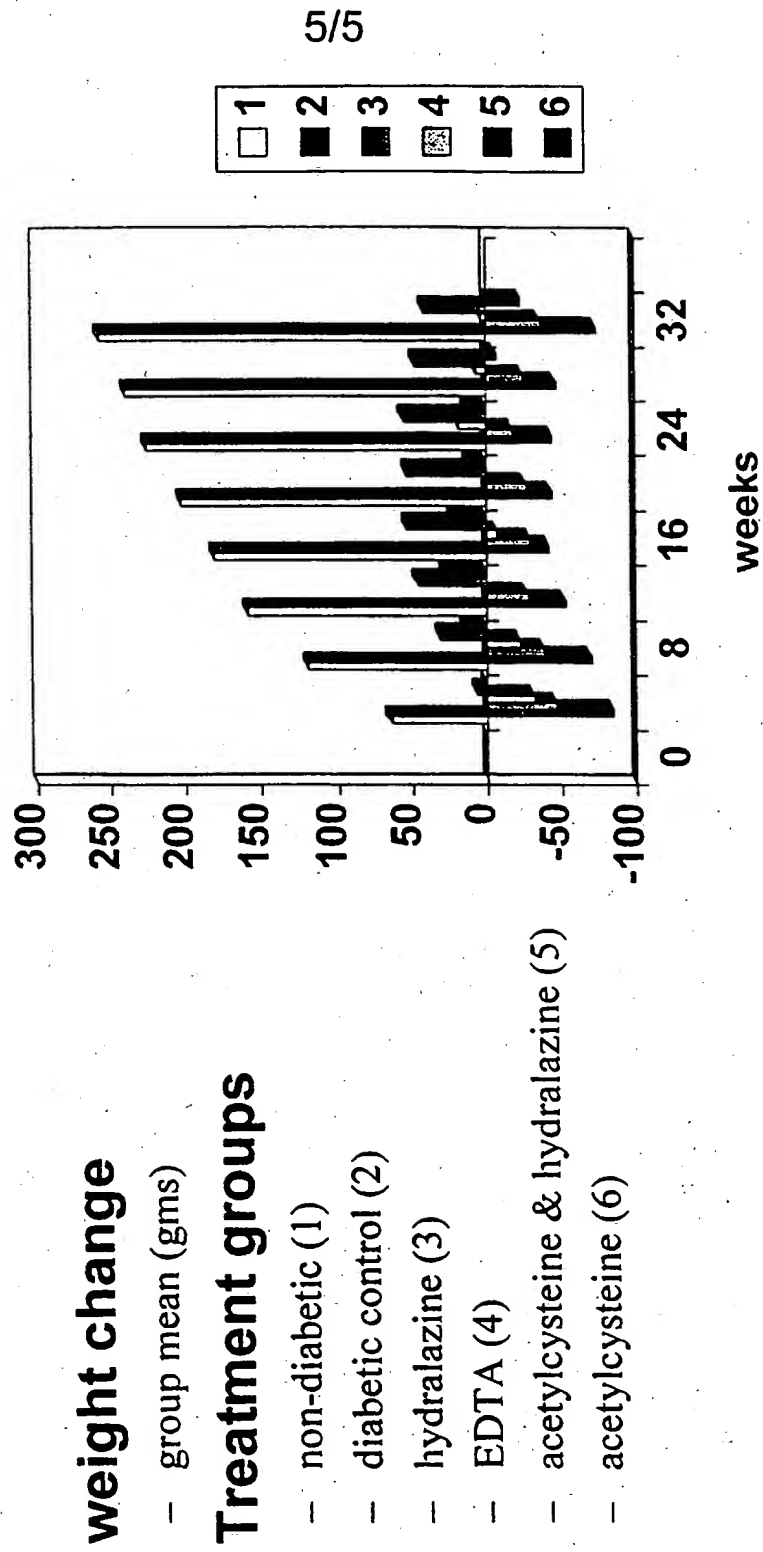 5/5
weight change
– group mean (gms)
Treatment groups
– non-diabetic (1)
– diabetic control (2)
– hydralazine (3)
– EDTA (4)
– acetylcysteine & hydralazine (5)
– acetylcysteine (6)
300
250
200
150
100
50
0
-50
-100
0 8 16 24 32
weeks
1
2
3
4
5
6